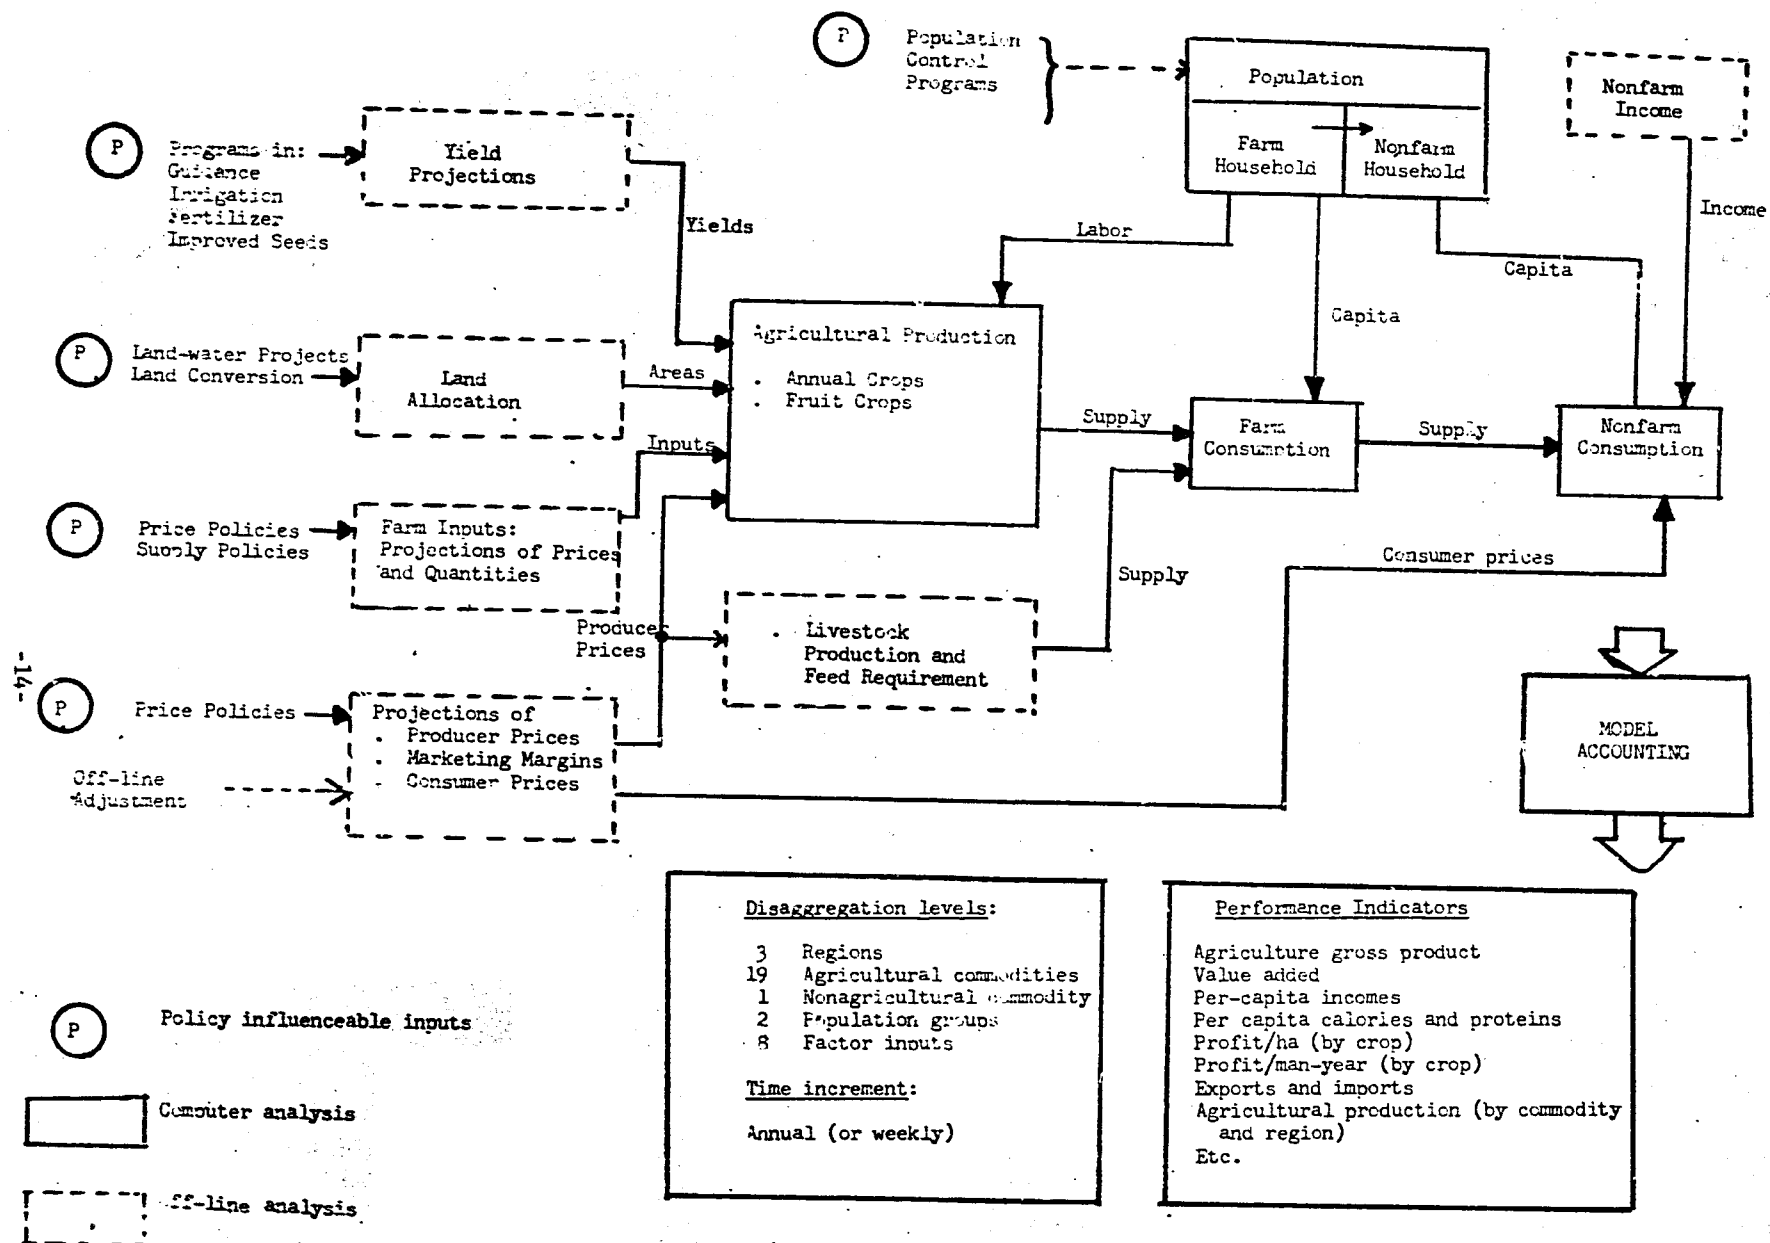 P
Population
Control
Programs
Population
Farm
Household
Nonfarm
Household
Nonfarm
Income
P
Programs in:
Guidance
Irrigation
Fertilizer
Improved Seeds
Yield
Projections
Yields
Labor
Capita
Capita
Income
P
Land-water Projects
Land Conversion
Land
Allocation
Areas
Agricultural Production
. Annual Crops
. Fruit Crops
Inputs
Supply
Farm
Consumption
Supply
Nonfarm
Consumption
P
Price Policies
Supply Policies
Farm Inputs:
Projections of Prices
and Quantities
Producer
Prices
. Livestock
Production and
Feed Requirement
Supply
Consumer prices
-14-
P
Price Policies
Off-line
Adjustment
Projections of
. Producer Prices
. Marketing Margins
. Consumer Prices
MODEL
ACCOUNTING
Disaggregation levels:
3 Regions
19 Agricultural commodities
1 Nonagricultural commodity
2 Population groups
8 Factor inputs
Time increment:
Annual (or weekly)
Performance Indicators
Agriculture gross product
Value added
Per-capita incomes
Per capita calories and proteins
Profit/ha (by crop)
Profit/man-year (by crop)
Exports and imports
Agricultural production (by commodity
and region)
Etc.
P
Policy influenceable inputs
Computer analysis
Off-line analysis